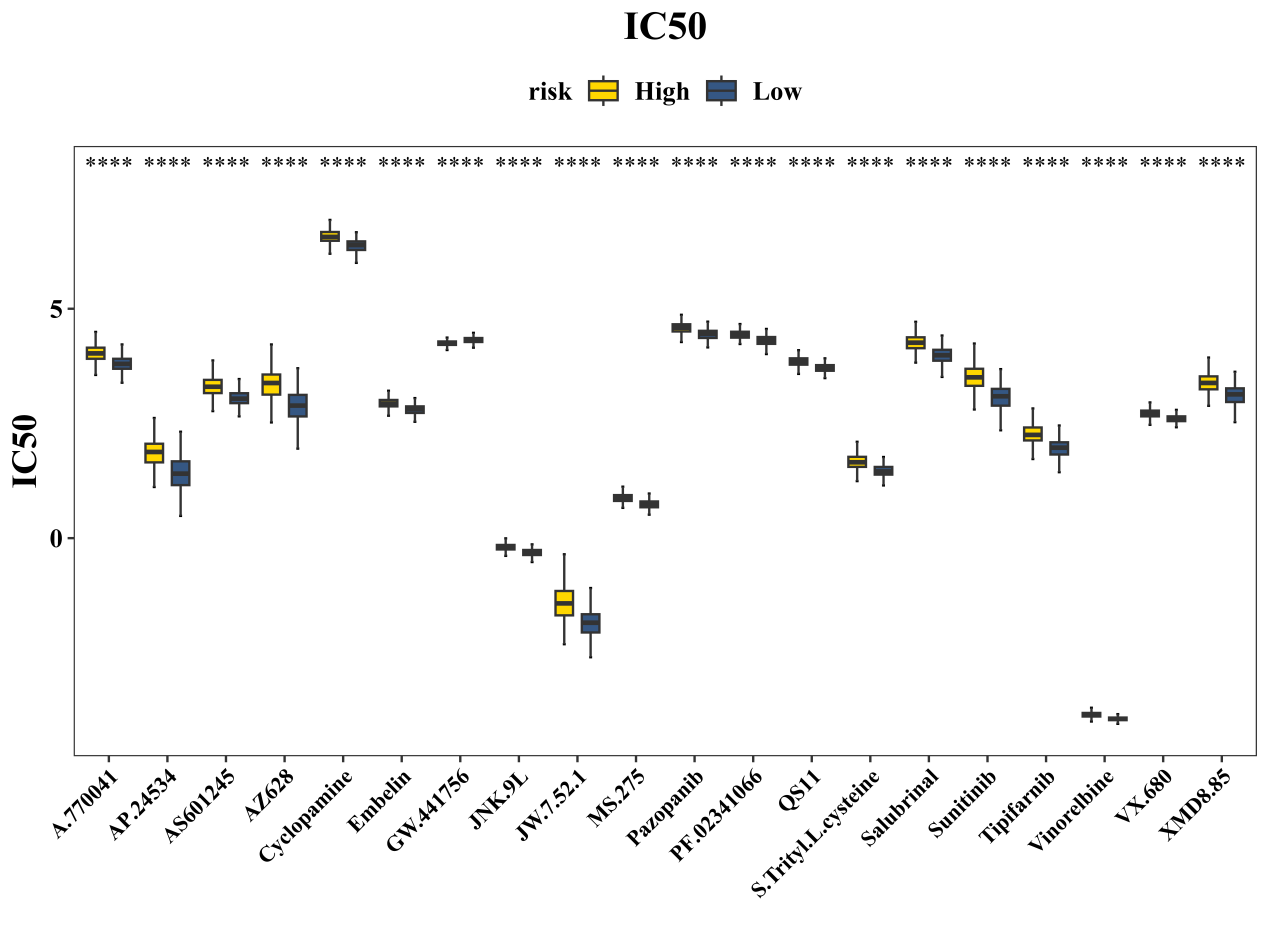 IC50
risk High Low
**** **** **** **** **** **** **** **** **** **** **** **** **** **** **** **** **** **** **** ****
IC50
5
0
A.770041
AP.24534
AS601245
AZ628
Cyclopamine
Embelin
GW.441756
JNK.9L
JW.7.52.1
MS.275
Pazopanib
PF.02341066
QS11
S.Trityl.L.cysteine
Salubrinal
Sunitinib
Tipifarnib
Vinorelbine
VX.680
XMD8.85